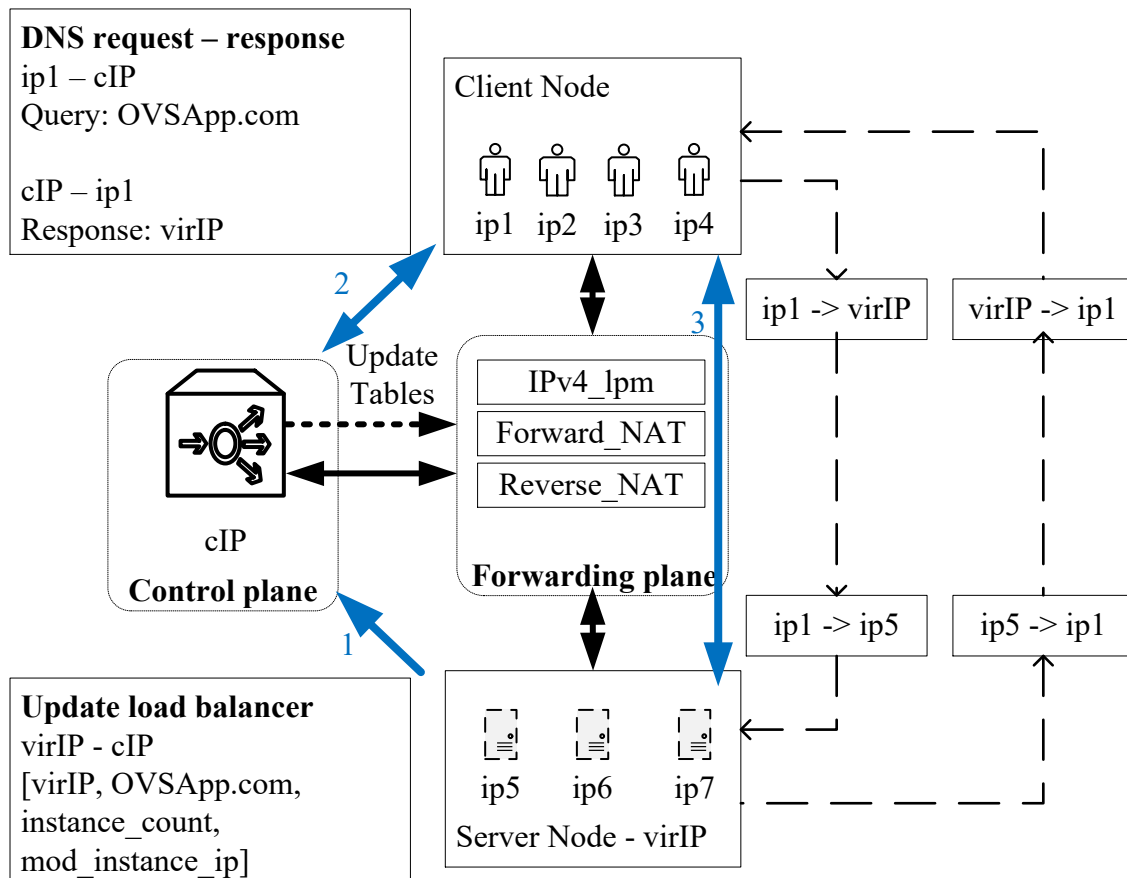 DNS request – response
ip1 – cIP
Query: OVSApp.com
cIP – ip1
Response: virIP
Client Node
ip1
ip2
ip3
ip4
2
3
ip1 -> virIP
virIP -> ip1
Update
Tables
IPv4_lpm
Forward_NAT
Reverse_NAT
cIP
Control plane
Forwarding plane
1
ip1 -> ip5
ip5 -> ip1
Update load balancer
virIP - cIP
[virIP, OVSApp.com,
instance_count,
mod_instance_ip]
ip5
ip6
ip7
Server Node - virIP